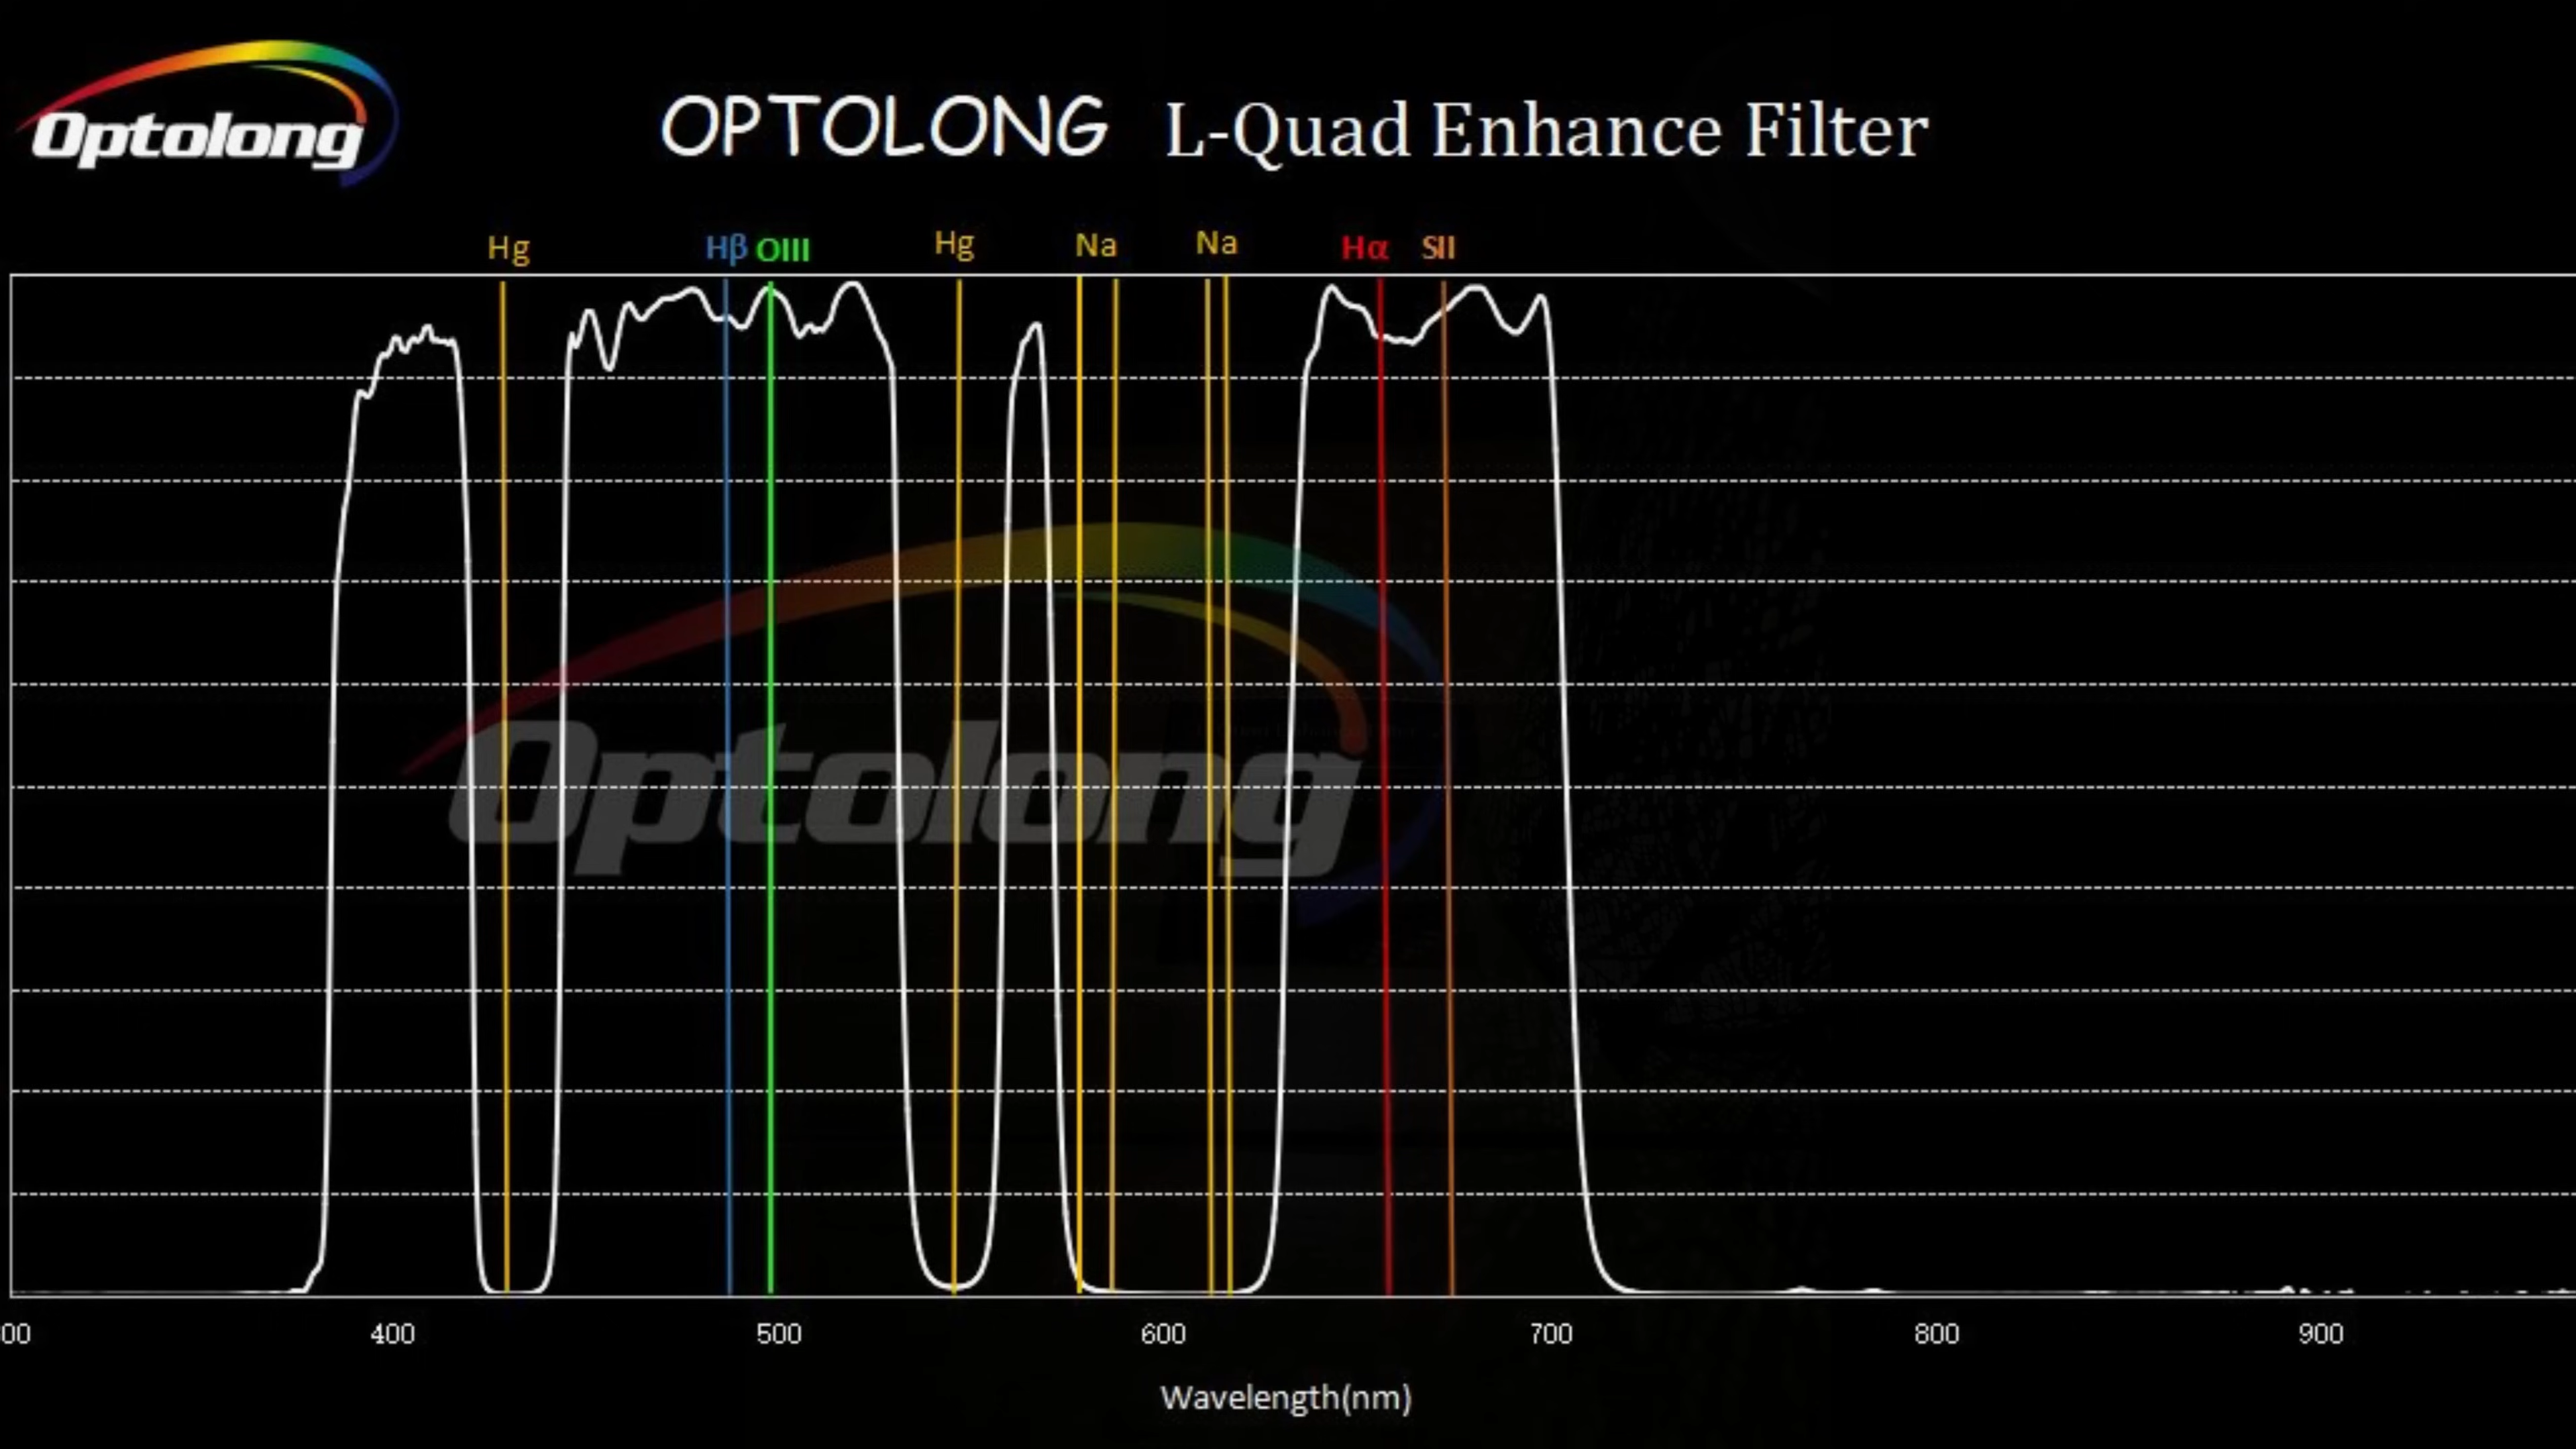 Optolong
OPTOLONG L-Quad Enhance Filter
Hg Hβ OIII Hg Na Na Hα SII
Optolong
00 400 500 600 700 800 900
Wavelength(nm)